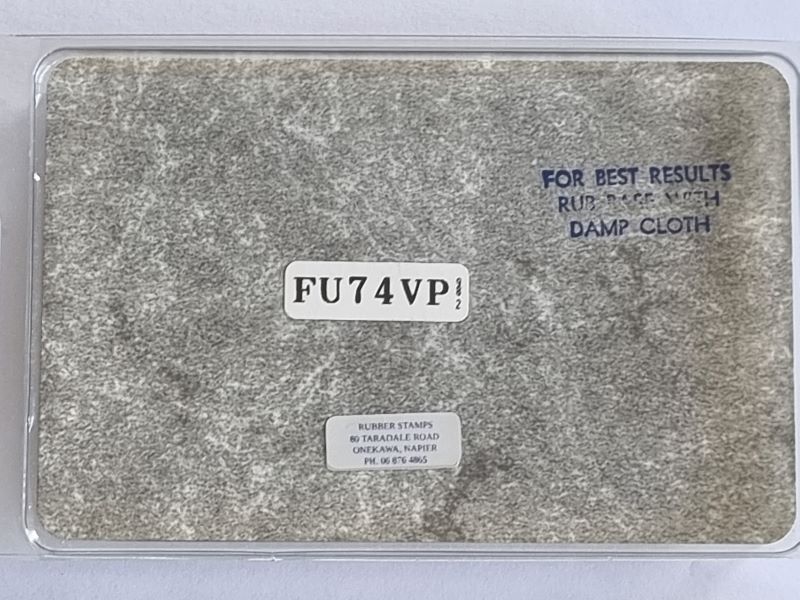 FOR BEST RESULTS
RUB BASE WITH
DAMP CLOTH
FU74VP
RUBBER STAMPS
80 TARADALE ROAD
ONEKAWA, NAPIER
PH. 06 876 4865